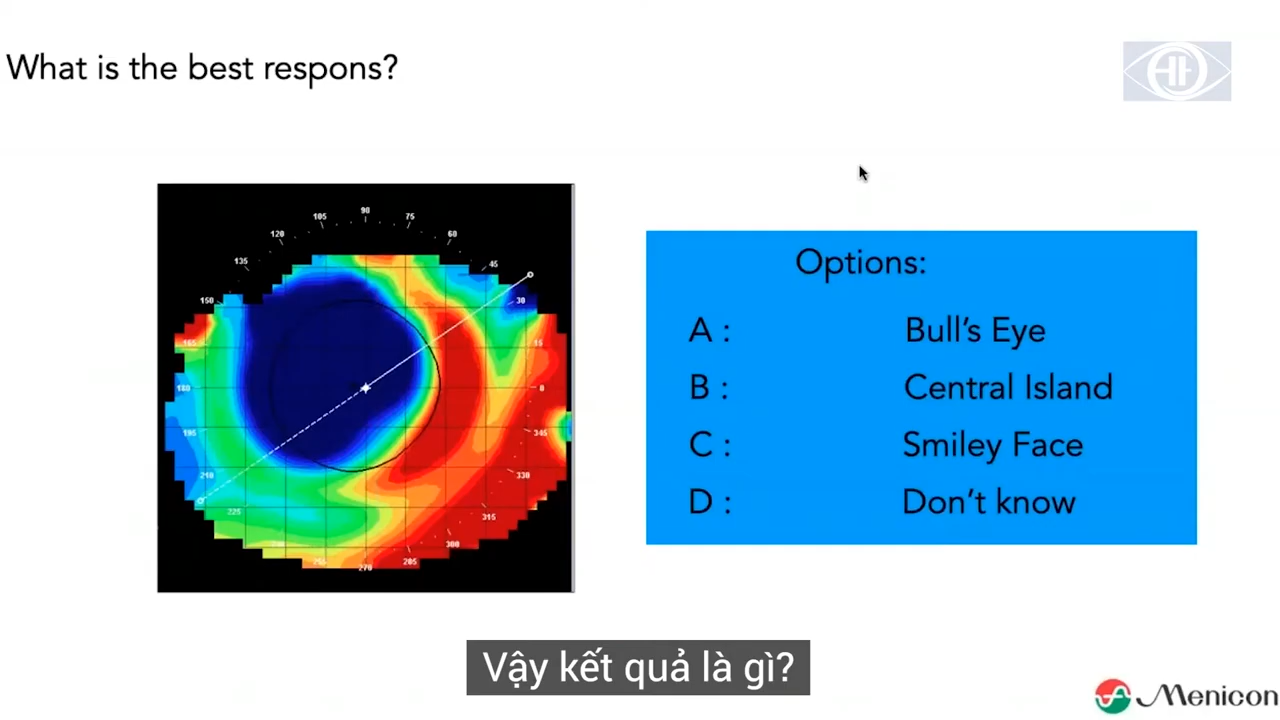 What is the best respons?
90
105
75
120
60
135
45
150
30
165
15
180
0
195
345
210
330
225
315
300
255
285
270
Options:
A : Bull's Eye
B : Central Island
C : Smiley Face
D : Don't know
Vậy kết quả là gì?
Menicon